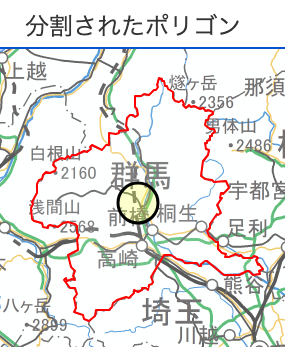 分割されたポリゴン
上越
燧ヶ岳
2356
那須
男体山
2486
白根山
2160
群馬
宇都宮
浅間山
2568
前橋
桐生
足利
高崎
熊谷
埼玉
八ヶ岳
2899
川越